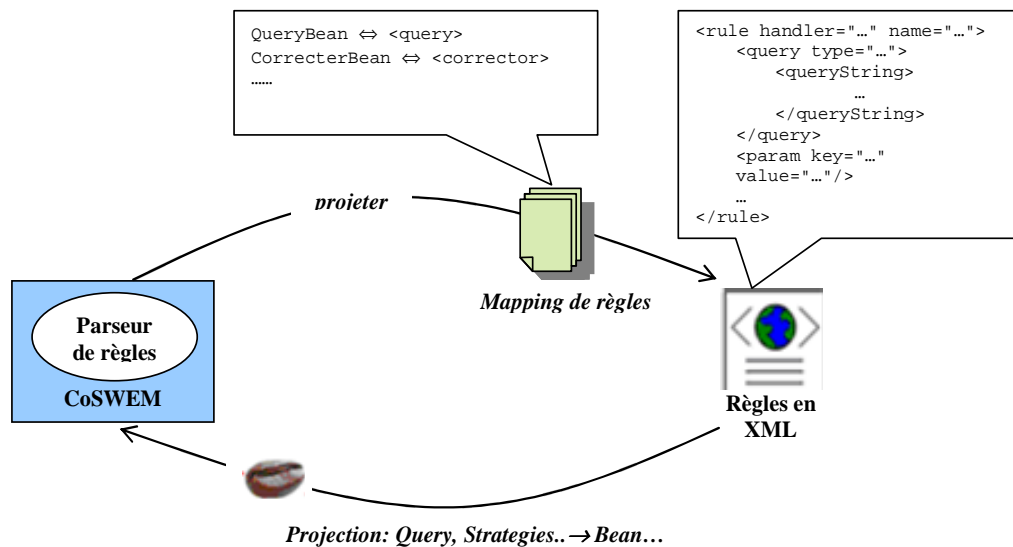 QueryBean ⇔ <query>
CorrecterBean ⇔ <corrector>
……
<rule handler="…" name="…">
<query type="…">
<queryString>
…
</queryString>
</query>
<param key="…"
value="…"/>
…
</rule>
projeter
Mapping de règles
Parseur
de règles
CoSWEM
Règles en
XML
Projection: Query, Strategies..→ Bean…